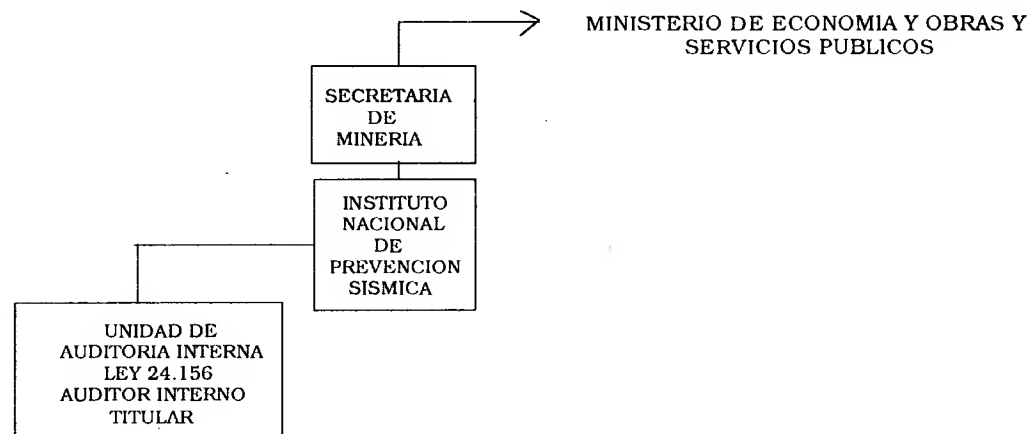 MINISTERIO DE ECONOMIA Y OBRAS Y
SERVICIOS PUBLICOS
SECRETARIA
DE
MINERIA
INSTITUTO
NACIONAL
DE
PREVENCION
SISMICA
UNIDAD DE
AUDITORIA INTERNA
LEY 24.156
AUDITOR INTERNO
TITULAR